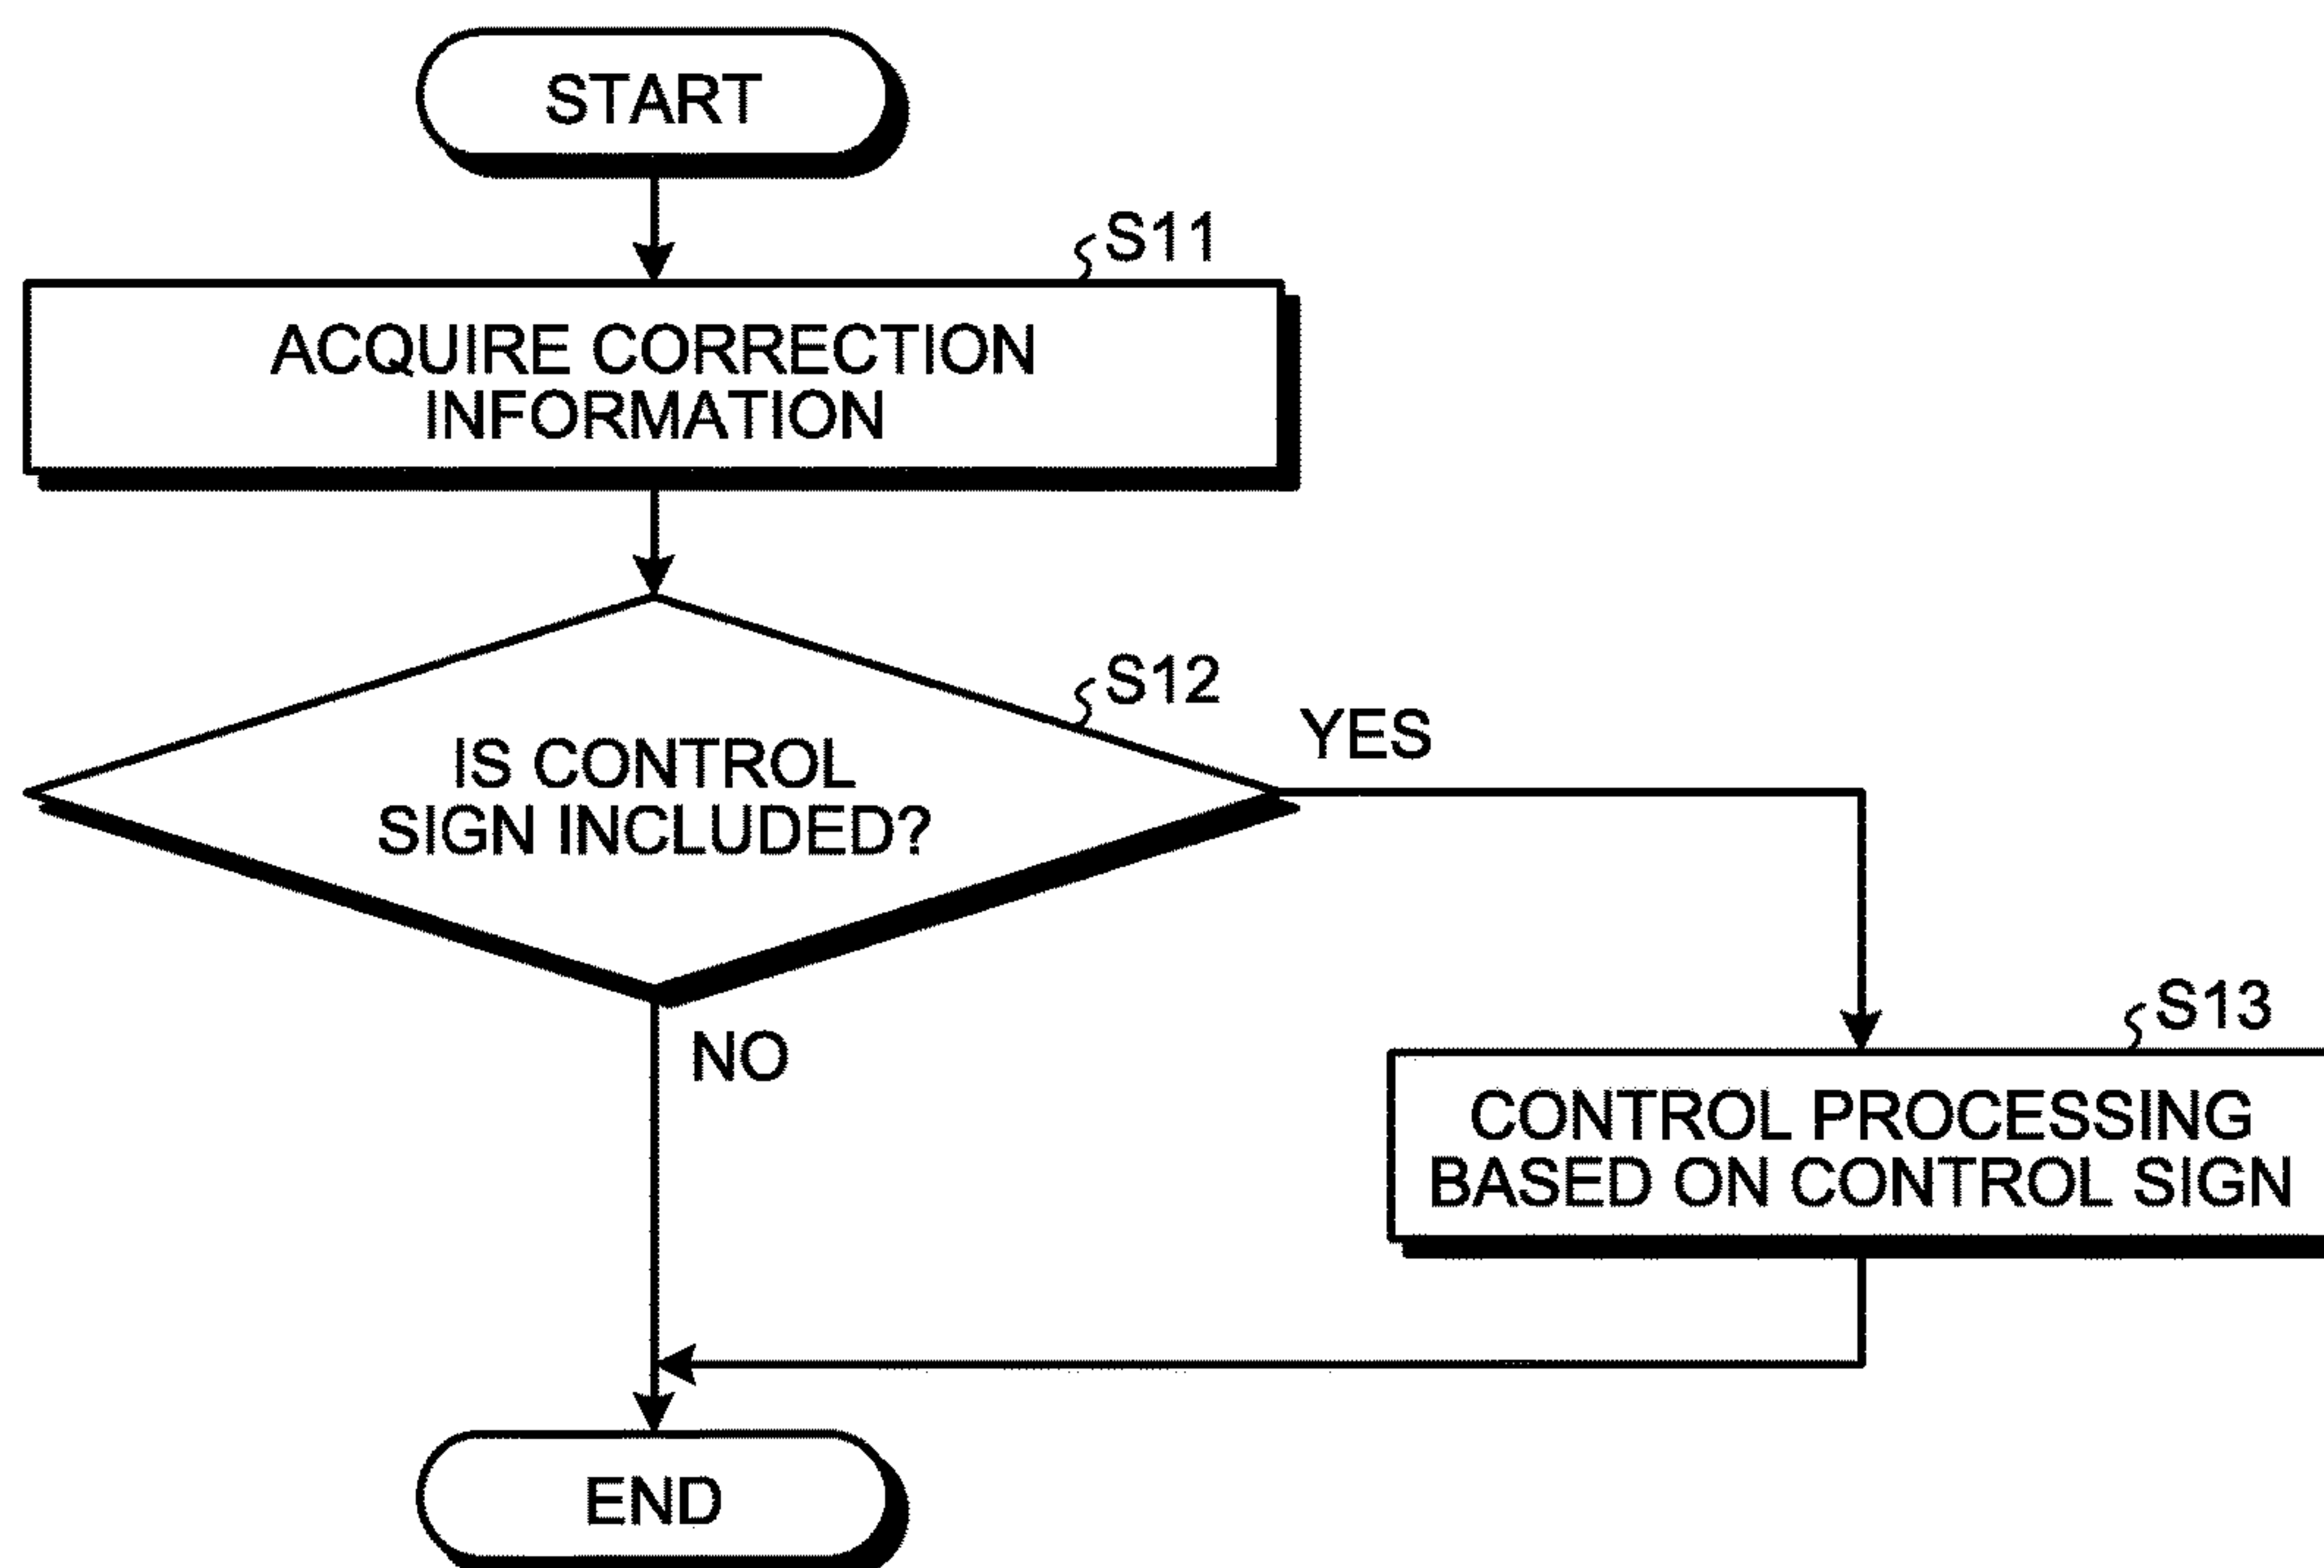 START
S11
ACQUIRE CORRECTION
INFORMATION
S12
YES
IS CONTROL
SIGN INCLUDED?
S13
NO
CONTROL PROCESSING
BASED ON CONTROL SIGN
END